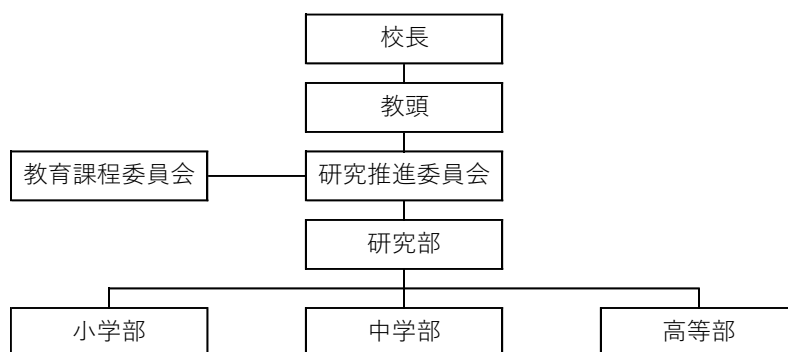 校長
教頭
教育課程委員会
研究推進委員会
研究部
小学部
中学部
高等部